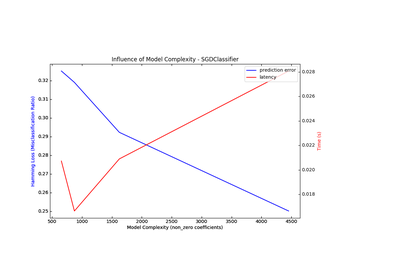 Influence of Model Complexity - SGDClassifier
prediction error
latency
0.32
0.31
0.30
0.29
0.28
0.27
0.26
0.25
Hamming Loss (Misclassification Ratio)
0.028
0.026
0.024
0.022
0.020
0.018
Time (s)
500 1000 1500 2000 2500 3000 3500 4000 4500
Model Complexity (non_zero coefficients)